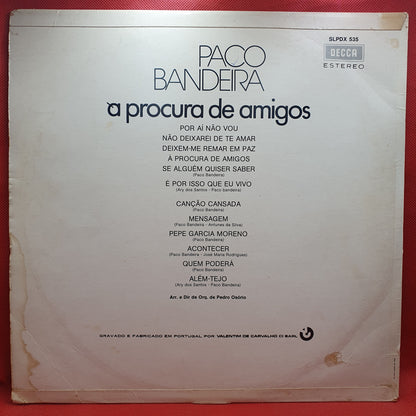 SLPDX 535
DECCA
ESTEREO
PACO
BANDEIRA
a procura de amigos
POR AÍ NÃO VOU
NÃO DEIXAREI DE TE AMAR
DEIXEM-ME REMAR EM PAZ
À PROCURA DE AMIGOS
SE ALGUÉM QUISER SABER
(Paco Bandeira)
É POR ISSO QUE EU VIVO
(Ary dos Santos - Paco bandeira)
CANÇÃO CANSADA
(Paco Bandeira)
MENSAGEM
(Paco Bandeira - Antunes da Silva)
PEPE GARCIA MORENO
(Paco Bandeira)
ACONTECER
(Paco Bandeira - José Maria Rodrigues)
QUEM PODERÁ
(Paco Bandeira)
ALÉM-TEJO
(Ary dos Santos - Paco Bandeira)
Arr. e Dir de Orq. de Pedro Osório
GRAVADO E FABRICADO EM PORTUGAL POR VALENTIM DE CARVALHO CI SARL